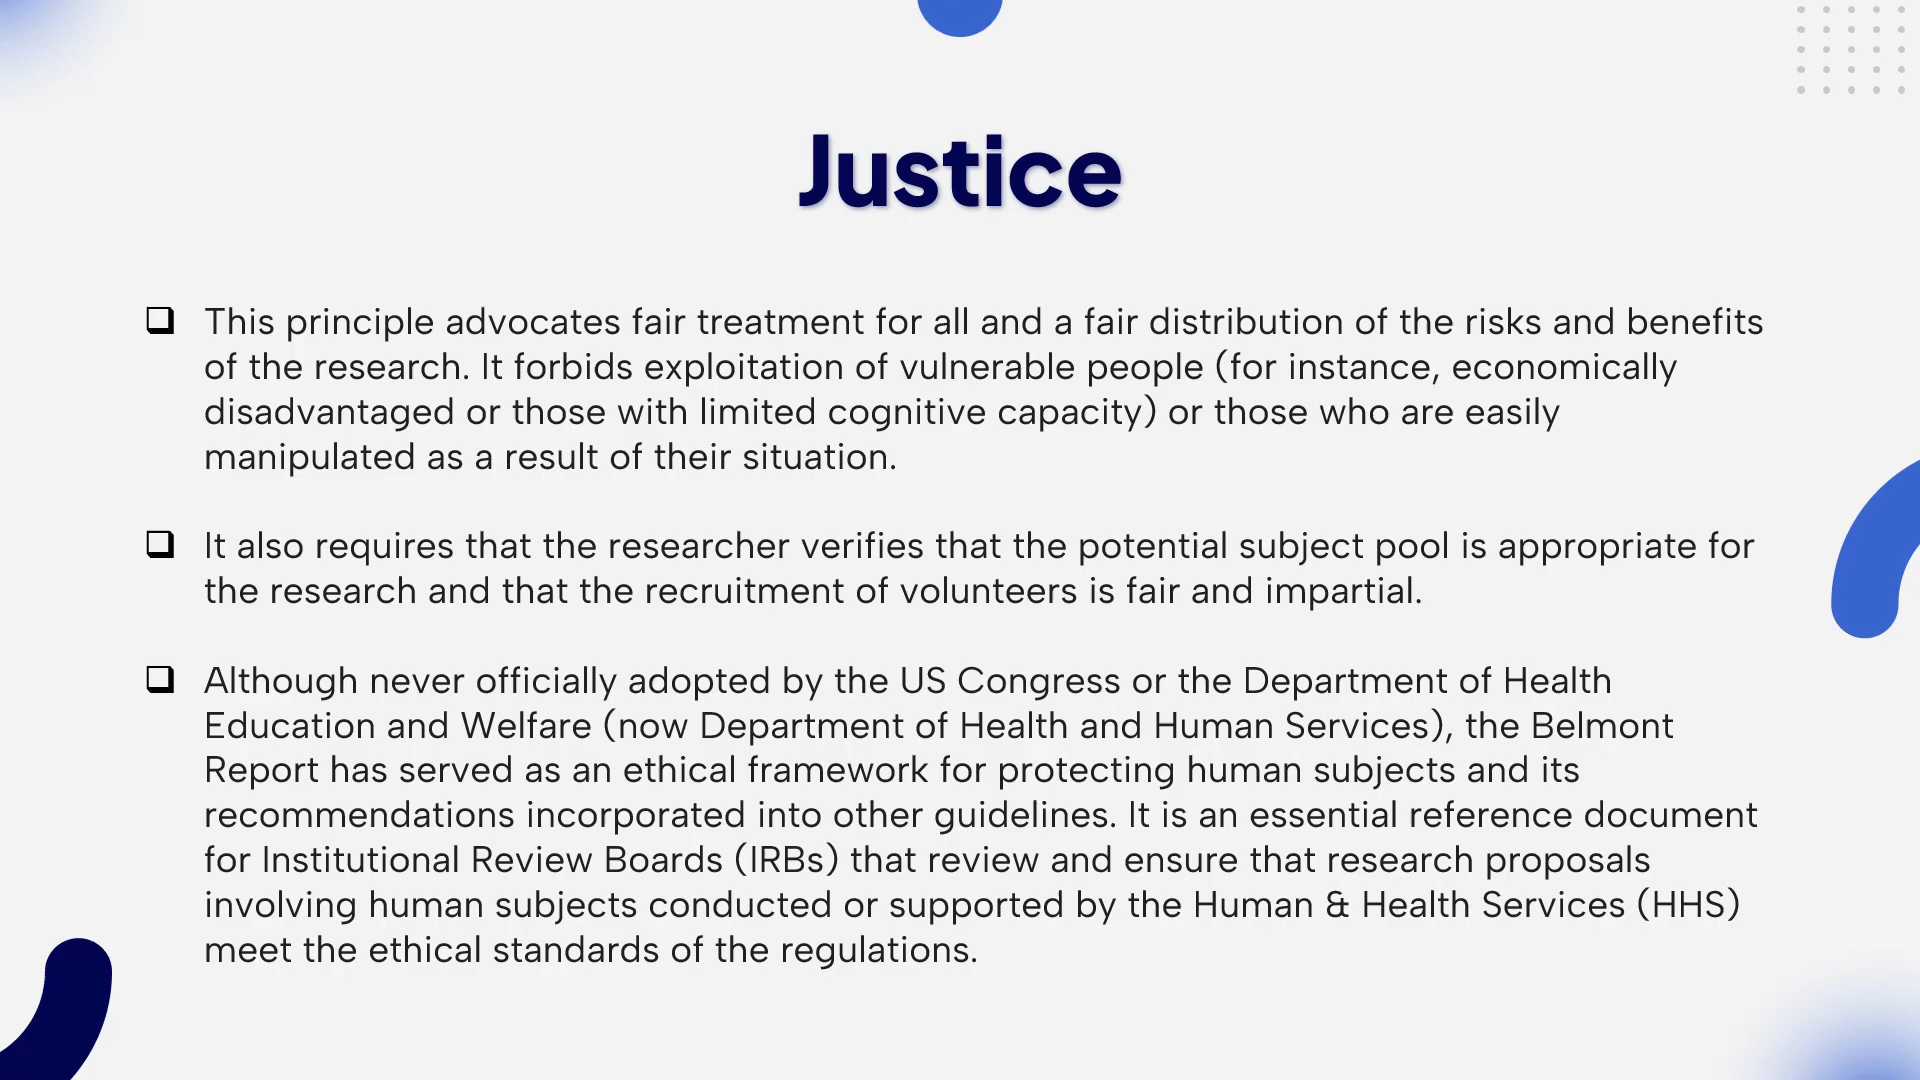 Justice
❑ This principle advocates fair treatment for all and a fair distribution of the risks and benefits
of the research. It forbids exploitation of vulnerable people (for instance, economically
disadvantaged or those with limited cognitive capacity) or those who are easily
manipulated as a result of their situation.
❑ It also requires that the researcher verifies that the potential subject pool is appropriate for
the research and that the recruitment of volunteers is fair and impartial.
❑ Although never officially adopted by the US Congress or the Department of Health
Education and Welfare (now Department of Health and Human Services), the Belmont
Report has served as an ethical framework for protecting human subjects and its
recommendations incorporated into other guidelines. It is an essential reference document
for Institutional Review Boards (IRBs) that review and ensure that research proposals
involving human subjects conducted or supported by the Human & Health Services (HHS)
meet the ethical standards of the regulations.